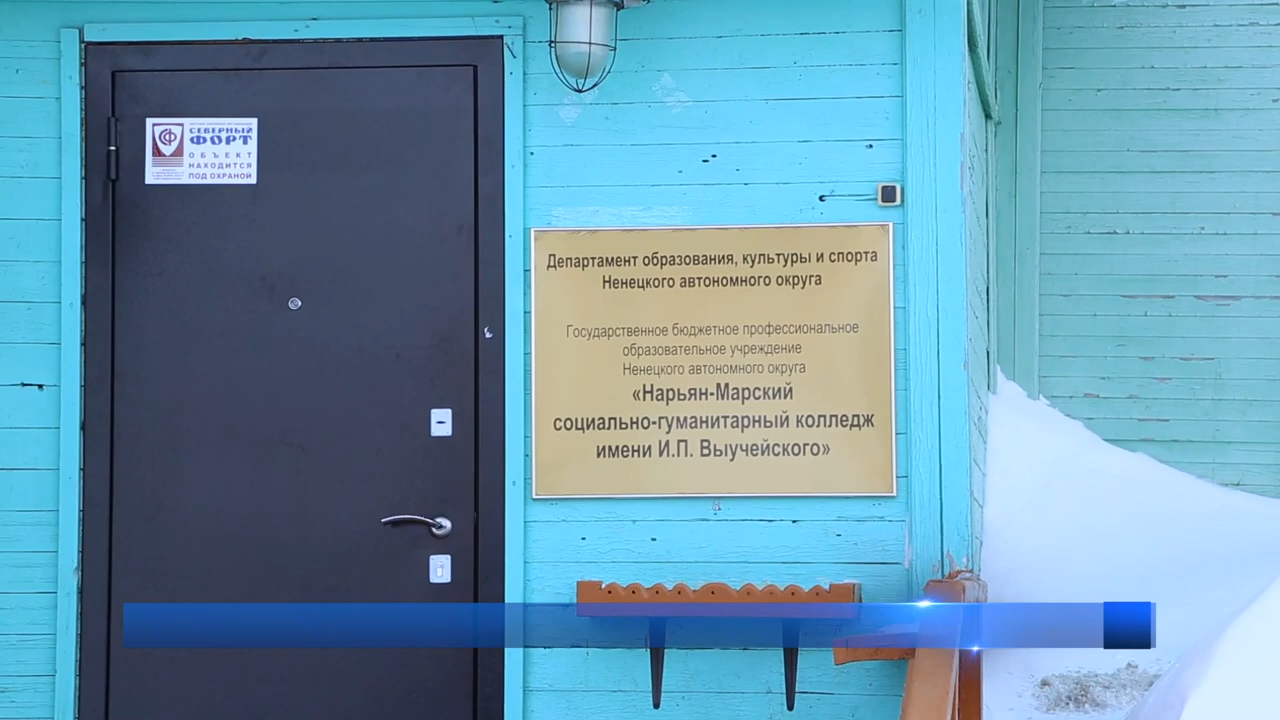 СЕВЕРНЫЙ
ФОРТ
ОБЪЕКТ
НАХОДИТСЯ
ПОД ОХРАНОЙ
Департамент образования, культуры и спорта
Ненецкого автономного округа
Государственное бюджетное профессиональное
образовательное учреждение
Ненецкого автономного округа
«Нарьян-Марский
социально-гуманитарный колледж
имени И.П. Выучейского»